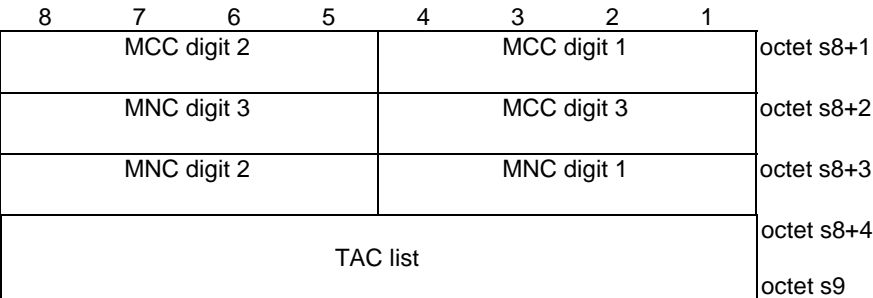 8 7 6 5 4 3 2 1
MCC digit 2 MCC digit 1 octet s8+1
MNC digit 3 MCC digit 3 octet s8+2
MNC digit 2 MNC digit 1 octet s8+3
octet s8+4
TAC list
octet s9